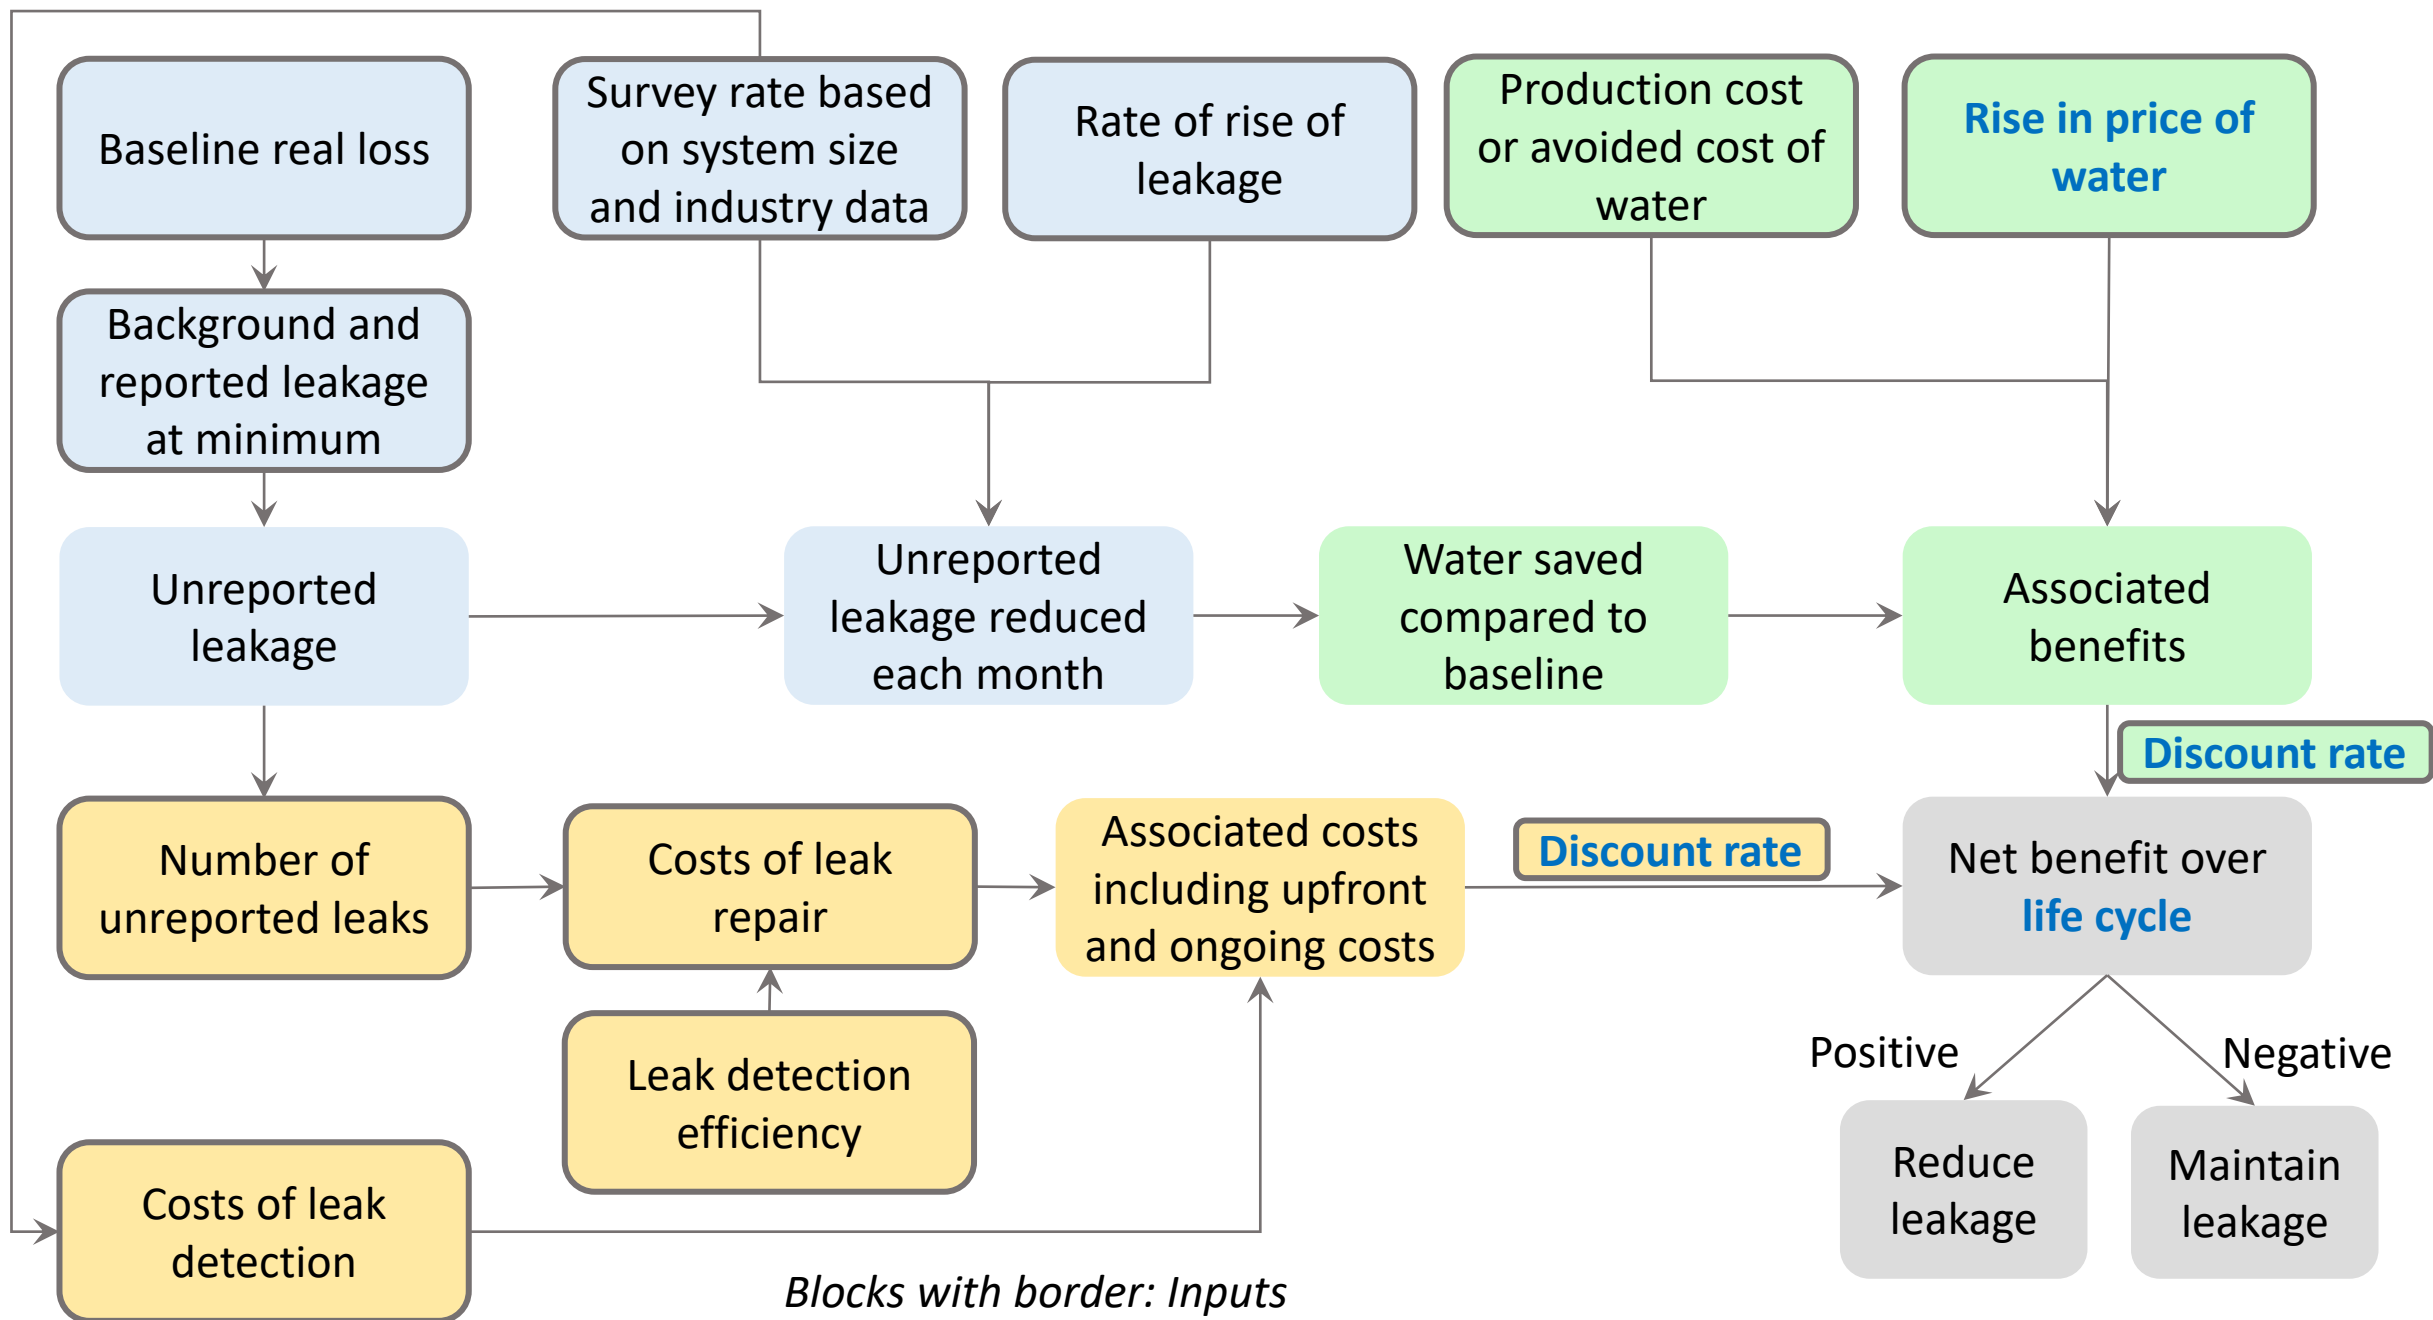 Baseline real loss
Survey rate based
on system size
and industry data
Rate of rise of
leakage
Production cost
or avoided cost of
water
Rise in price of
water
Background and
reported leakage
at minimum
Unreported
leakage
Unreported
leakage reduced
each month
Water saved
compared to
baseline
Associated
benefits
Discount rate
Number of
unreported leaks
Costs of leak
repair
Associated costs
including upfront
and ongoing costs
Discount rate
Net benefit over
life cycle
Leak detection
efficiency
Positive
Negative
Costs of leak
detection
Reduce
leakage
Maintain
leakage
Blocks with border: Inputs